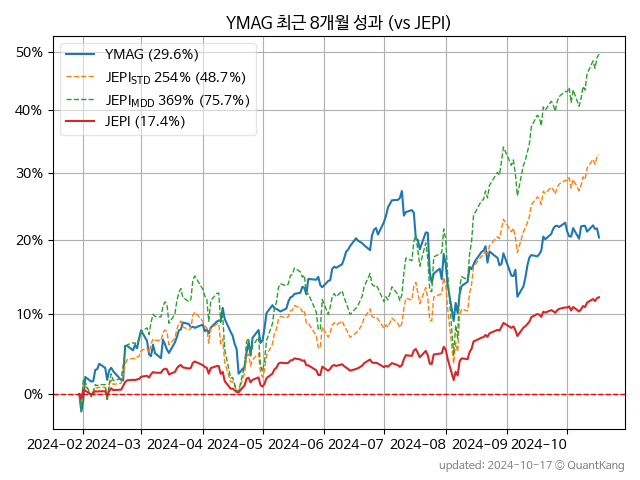 YMAG 최근 8개월 성과 (vs JEPI)
50%
40%
30%
20%
10%
0%
YMAG (29.6%)
JEPI_STD 254% (48.7%)
JEPI_MDD 369% (75.7%)
JEPI (17.4%)
2024-02 2024-03 2024-04 2024-05 2024-06 2024-07 2024-08 2024-09 2024-10
updated: 2024-10-17 © QuantKang